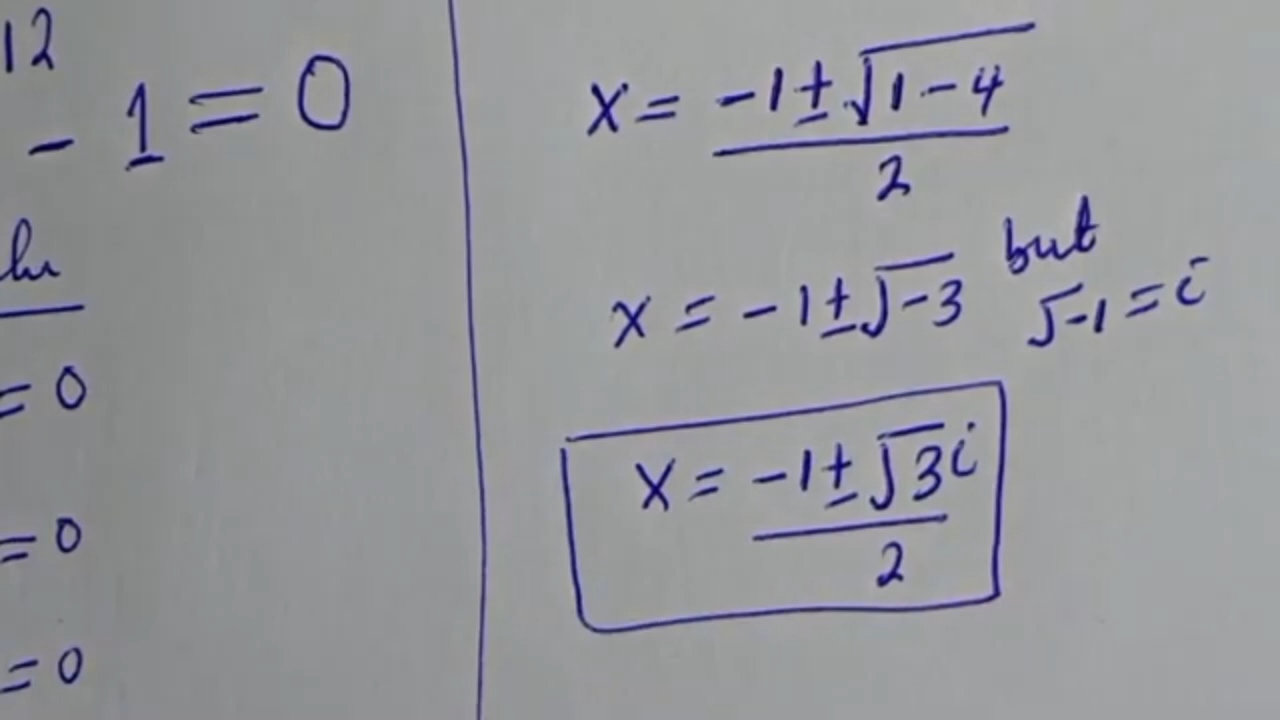 12
- 1 = 0
= 0
= 0
= 0
x = -1±√1-4
2
x = -1±√-3 but √-1 = i
x = -1±√3i
2